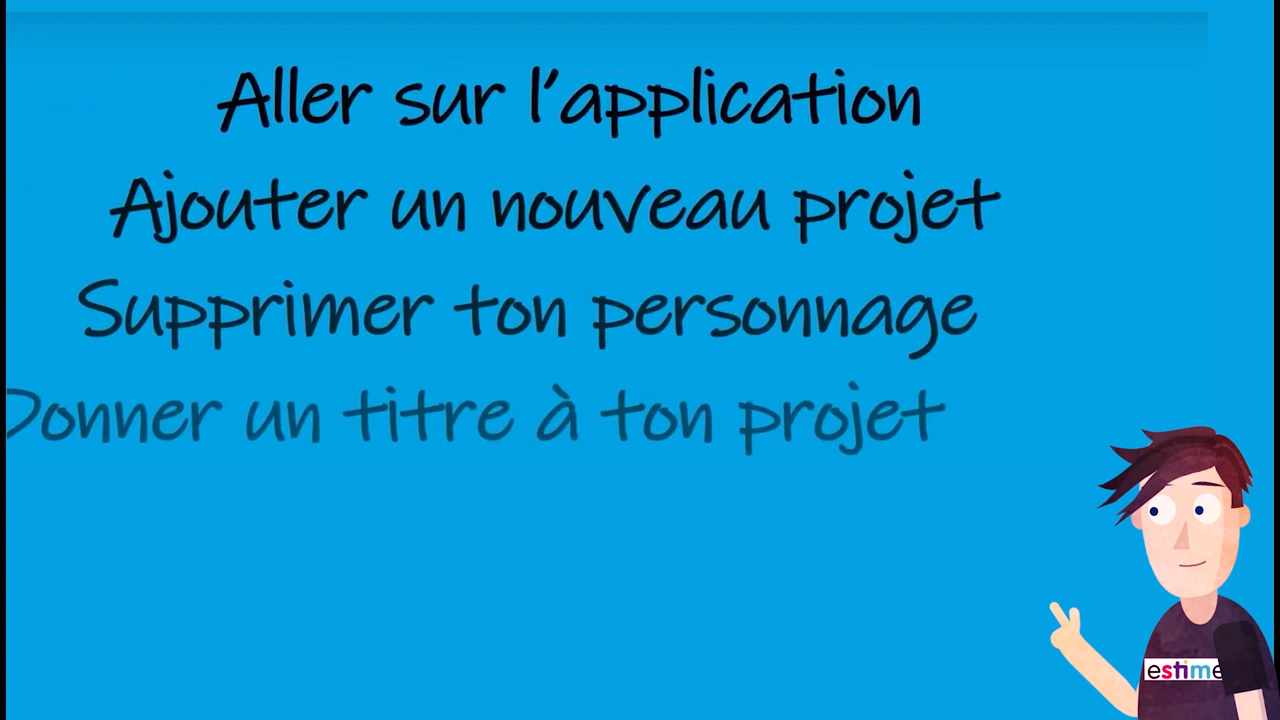 Aller sur l'application
Ajouter un nouveau projet
Supprimer ton personnage
Donner un titre à ton projet
estime